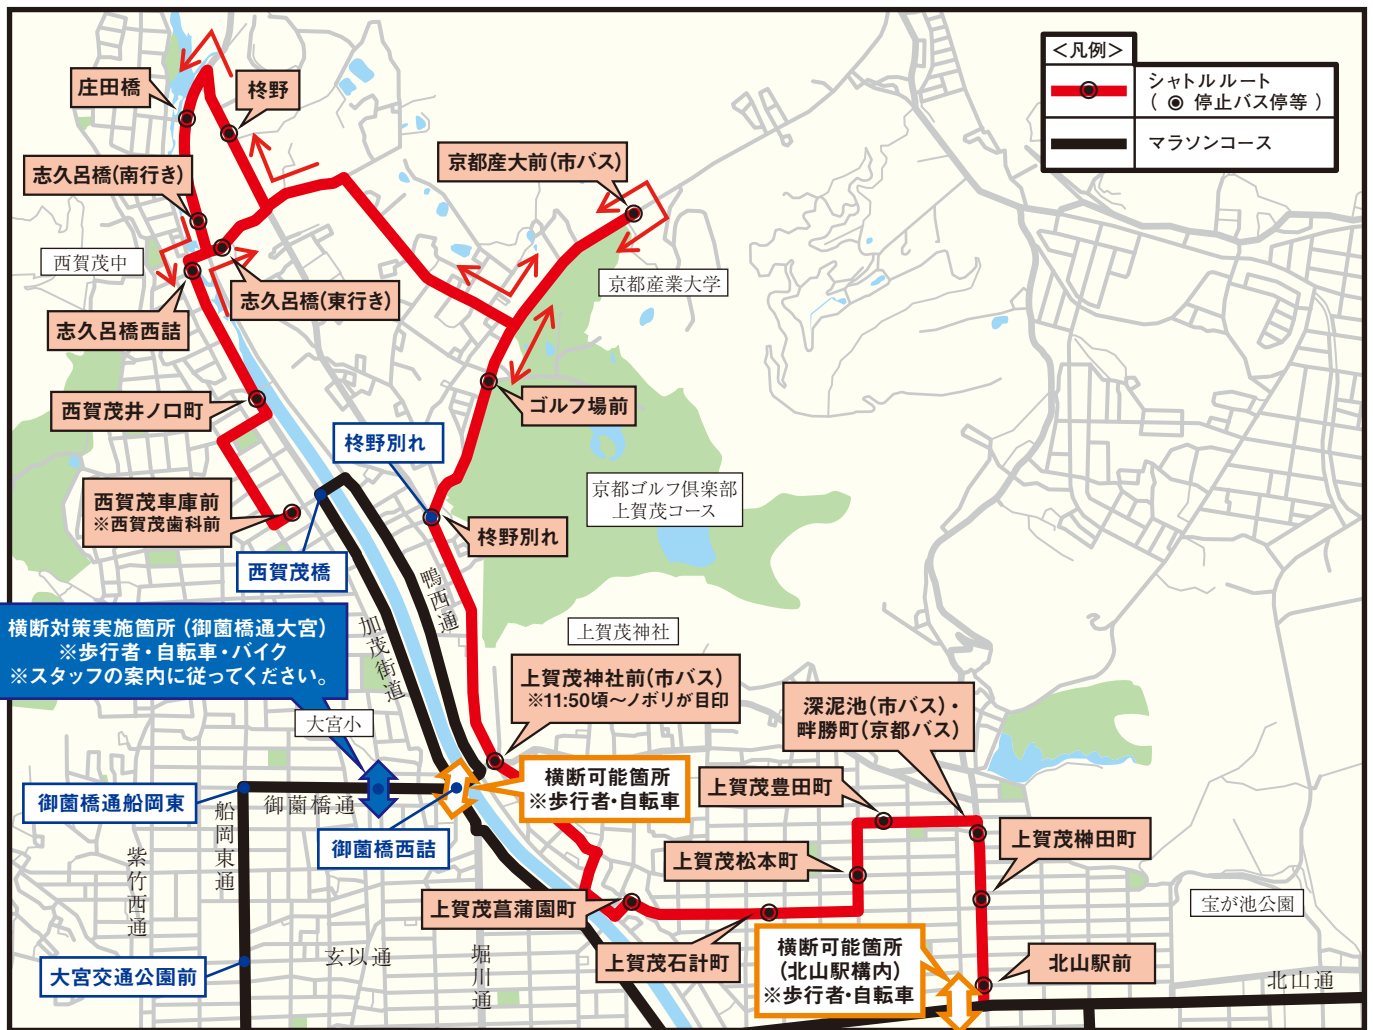 <凡例>
シャトルルート
( ◉ 停止バス停等 )
マラソンコース
庄田橋
柊野
志久呂橋(南行き)
京都産大前(市バス)
西賀茂中
志久呂橋(東行き)
京都産業大学
志久呂橋西詰
西賀茂井ノ口町
ゴルフ場前
柊野別れ
西賀茂車庫前
※西賀茂歯科前
京都ゴルフ倶楽部
上賀茂コース
柊野別れ
西賀茂橋
鴨西通
加茂街道
横断対策実施箇所(御薗橋通大宮)
※歩行者・自転車・バイク
※スタッフの案内に従ってください。
上賀茂神社
上賀茂神社前(市バス)
※11:50頃〜ノボリが目印
深泥池(市バス)・
畔勝町(京都バス)
大宮小
横断可能箇所
※歩行者・自転車
上賀茂豊田町
御薗橋通船岡東
御薗橋通
船岡東通
御薗橋西詰
上賀茂榊田町
上賀茂松本町
紫竹西通
上賀茂菖蒲園町
宝が池公園
大宮交通公園前
玄以通
堀川通
上賀茂石計町
横断可能箇所
(北山駅構内)
※歩行者・自転車
北山駅前
北山通